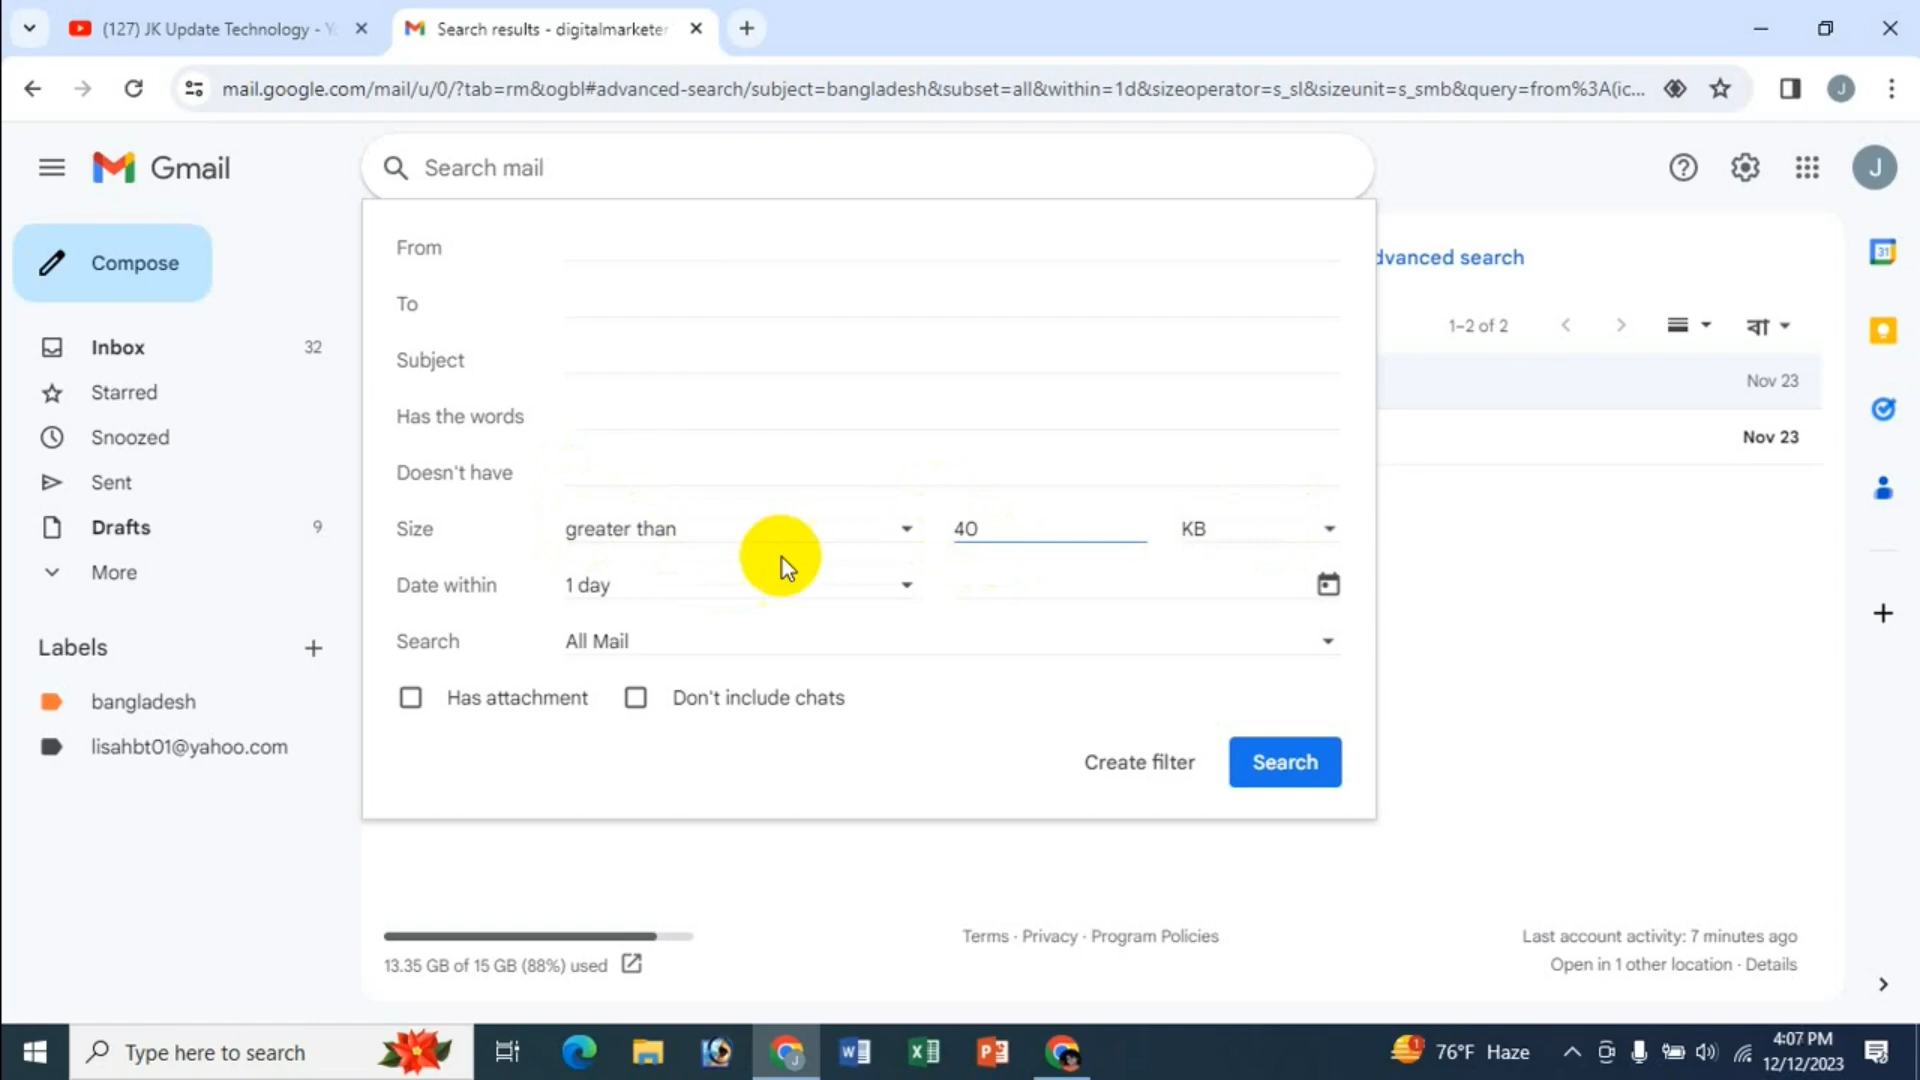 (127) JK Update Technology - Y
Search results - digitalmarketer
mail.google.com/mail/u/0/?tab=rm&ogbl#advanced-search/subject=bangladesh&subset=all&within=1d&sizeoperator=s_sl&sizeunit=s_smb&query=from%3A(ic...
J
Gmail
Search mail
J
Compose
Inbox 32
Starred
Snoozed
Sent
Drafts 9
More
Labels
bangladesh
lisahbt01@yahoo.com
From
To
Subject
Has the words
Doesn't have
Size greater than 40 KB
Date within 1 day
Search All Mail
Has attachment Don't include chats
Create filter Search
dvanced search
1–2 of 2
বা
Nov 23
Nov 23
31
13.35 GB of 15 GB (88%) used
Terms · Privacy · Program Policies
Last account activity: 7 minutes ago
Open in 1 other location · Details
Type here to search
76°F Haze
4:07 PM
12/12/2023